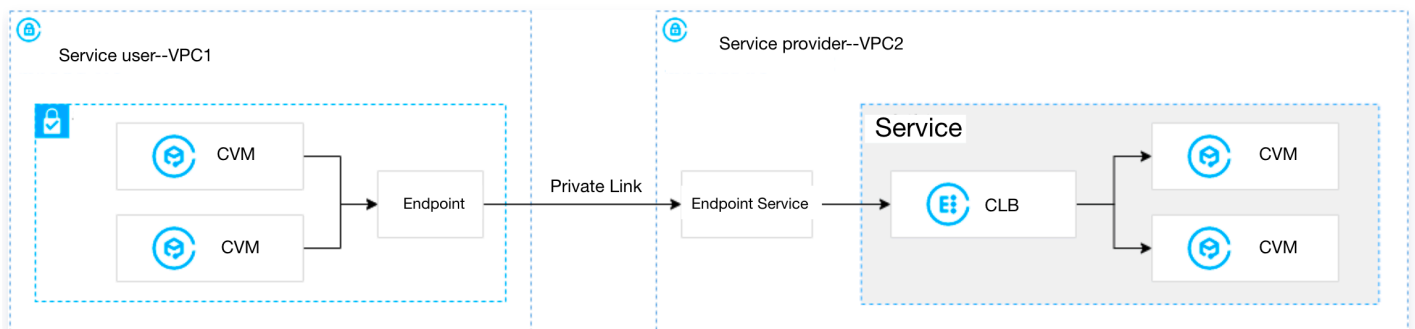 Service user--VPC1
Service provider--VPC2
Service
CVM
CVM
Endpoint
Private Link
Endpoint Service
CLB
CVM
CVM